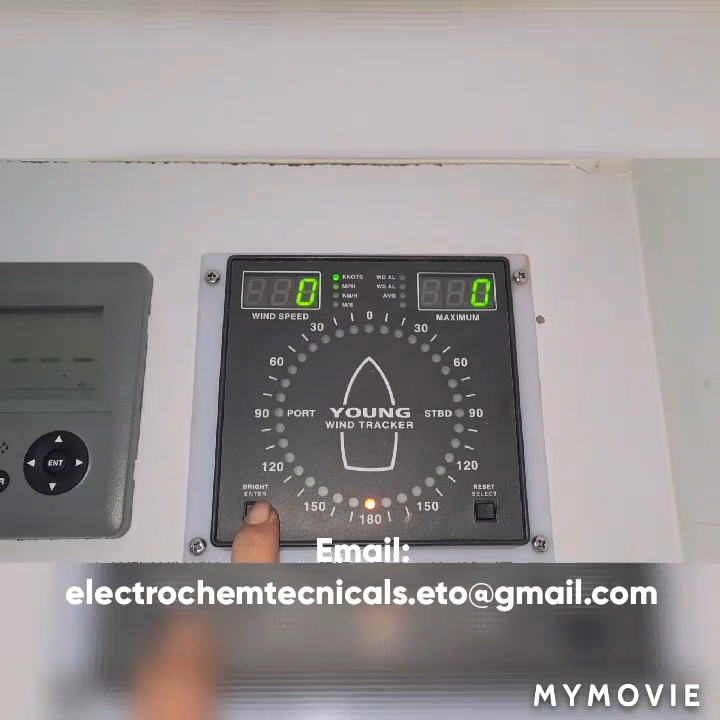 0
KNOTS
MPH
KM/H
M/S
WD AL
WS AL
AVG
0
WIND SPEED
MAXIMUM
30 0 30
60 60
90 PORT YOUNG STBD 90
WIND TRACKER
120 120
BRIGHT
ENTER
RESET
SELECT
150 180 150
ENT
R
Email:
electrochemtecnicals.eto@gmail.com
MYMOVIE